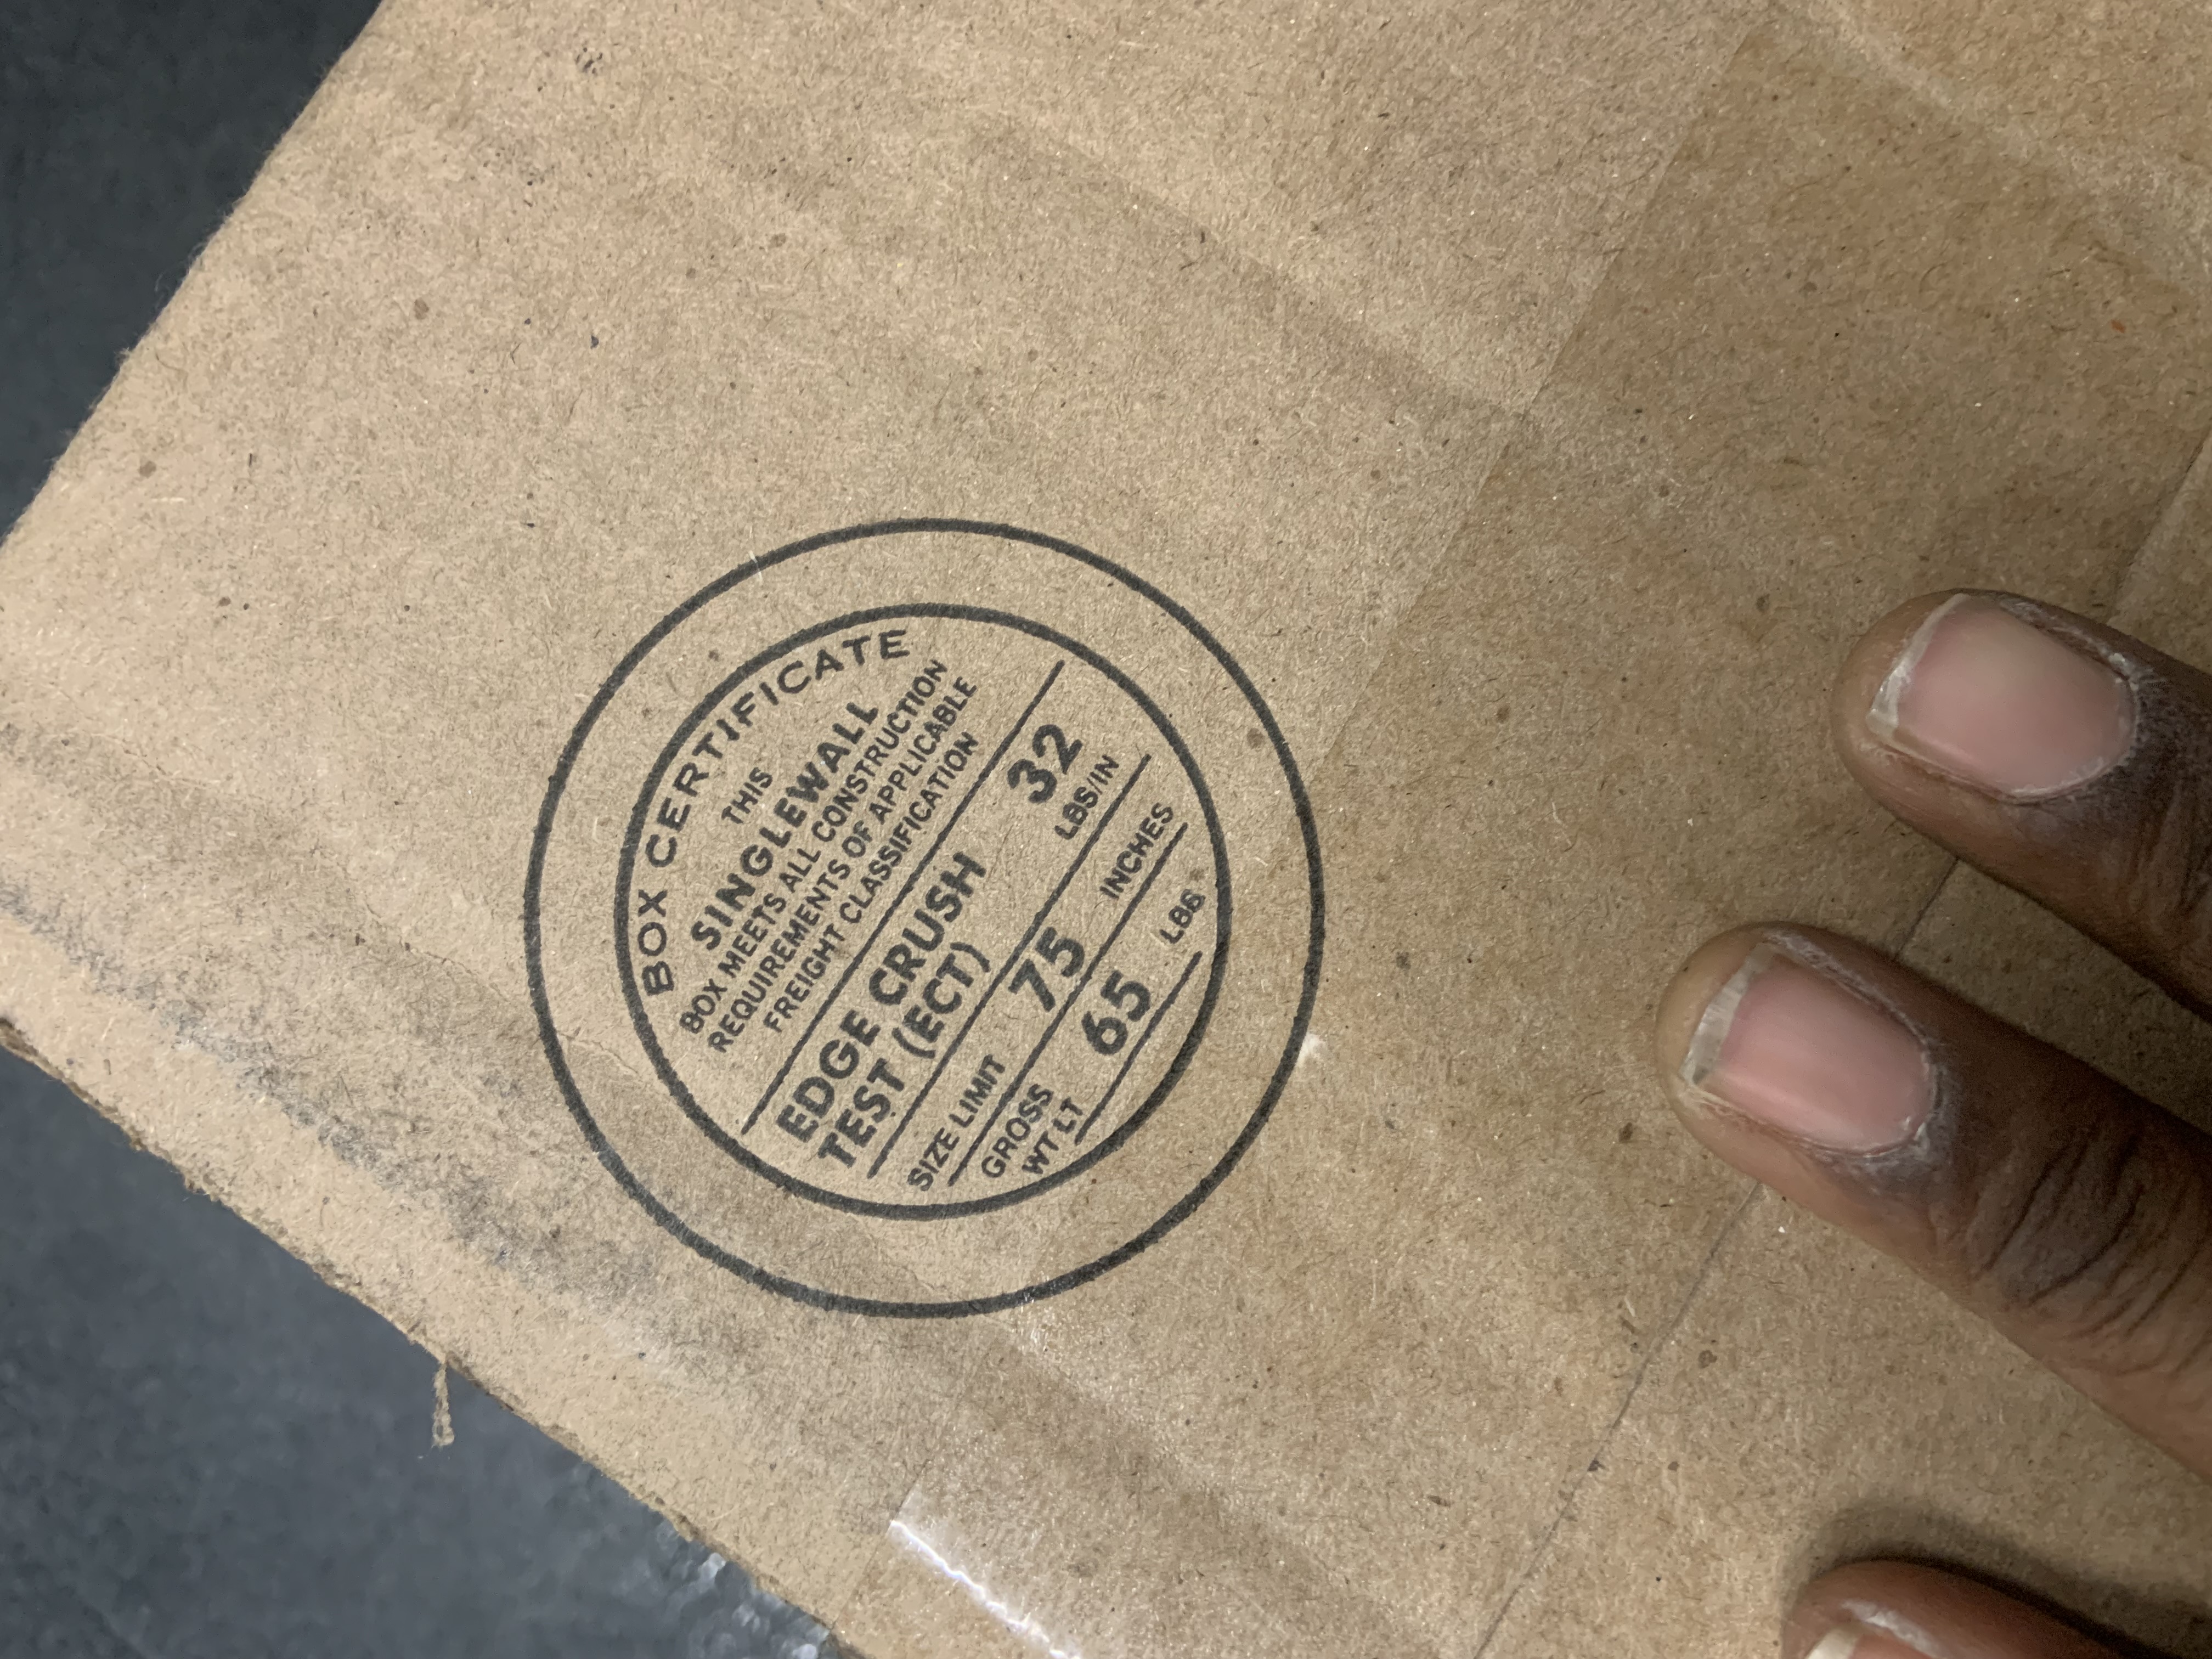 BOX CERTIFICATE
THIS
SINGLEWALL
BOX MEETS ALL CONSTRUCTION
REQUIREMENTS OF APPLICABLE
FREIGHT CLASSIFICATION
EDGE CRUSH 32
TEST (ECT) LBS/IN
SIZE LIMIT 75 INCHES
GROSS 65 LBS
WT LT